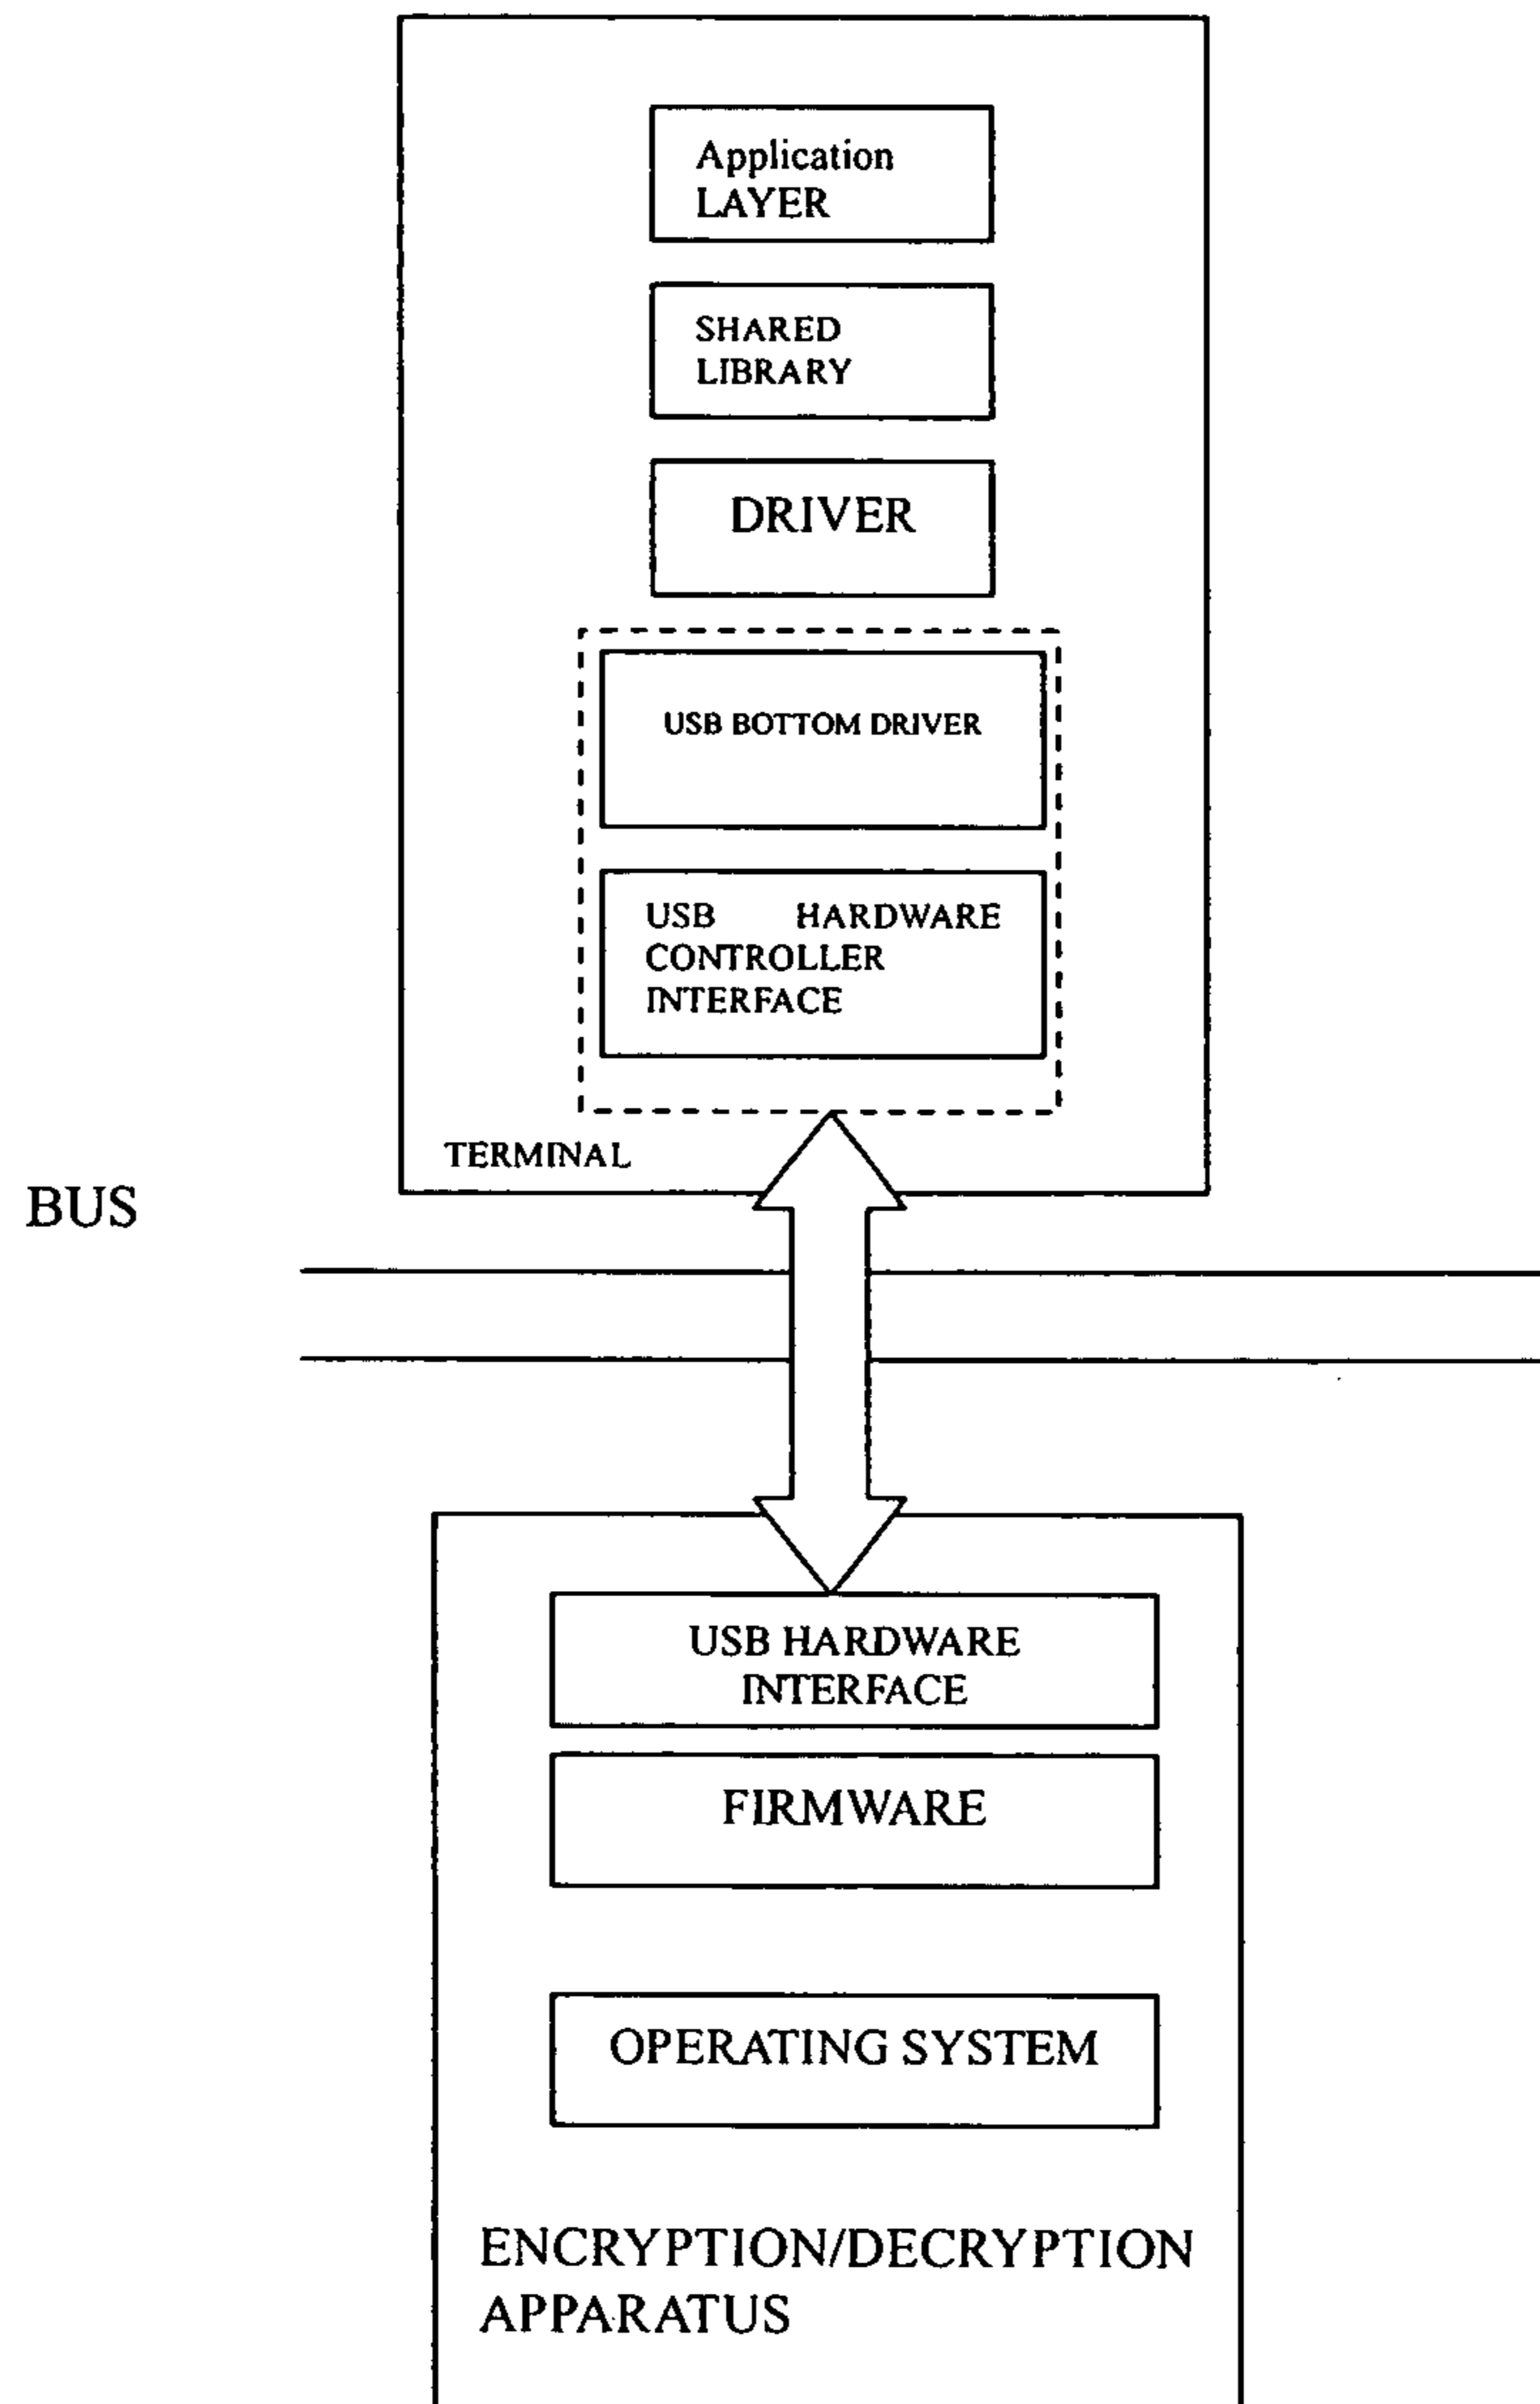 Application
LAYER
SHARED
LIBRARY
DRIVER
USB BOTTOM DRIVER
USB HARDWARE
CONTROLLER
INTERFACE
TERMINAL
BUS
USB HARDWARE
INTERFACE
FIRMWARE
OPERATING SYSTEM
ENCRYPTION/DECRYPTION
APPARATUS